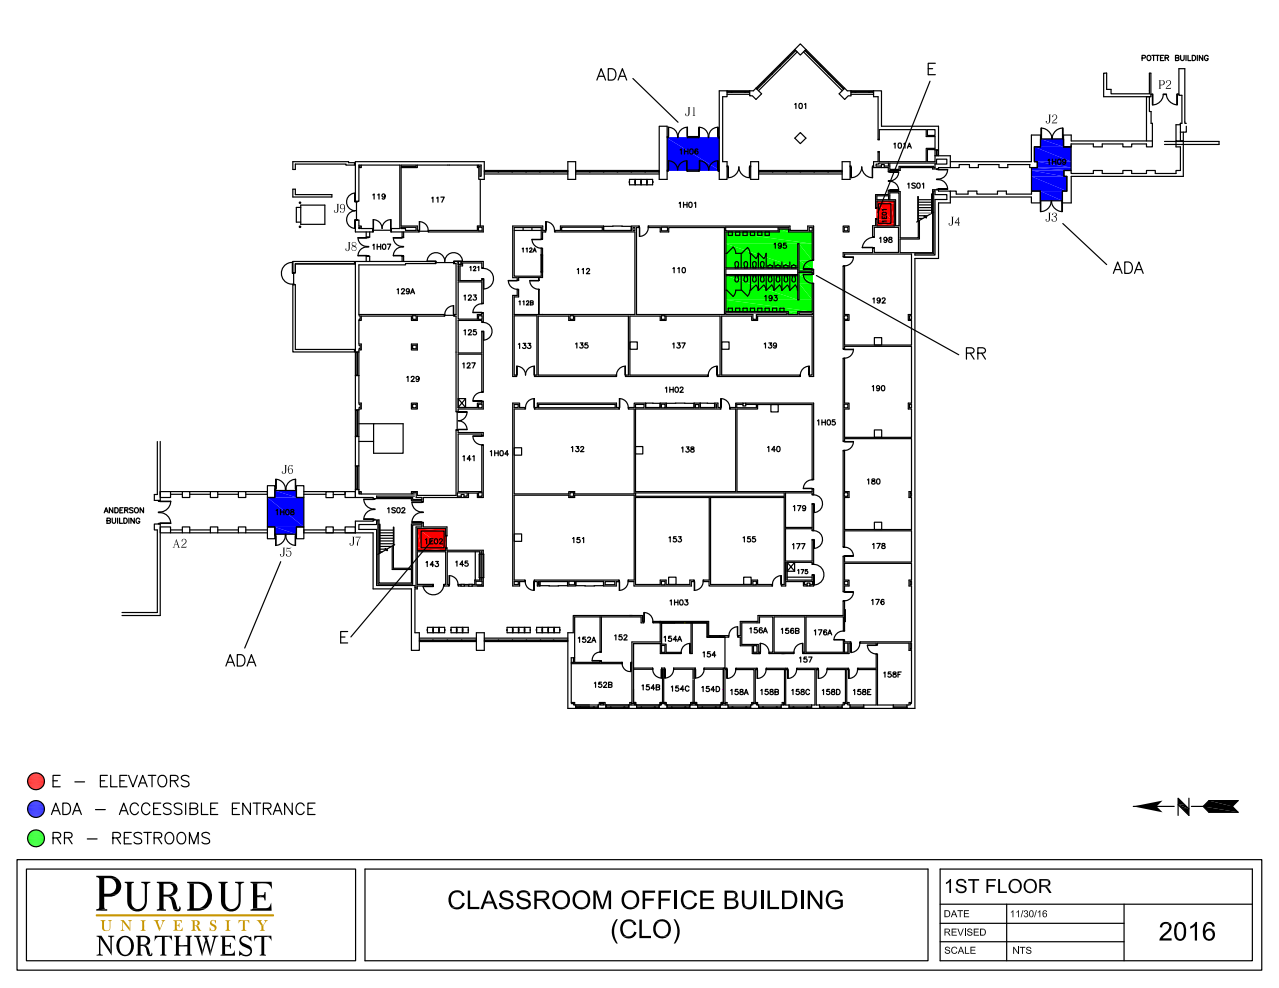 POTTER BUILDING
E
ADA
P2
J1
101
J2
101A
1H06
1S01
119
117
1H01
J9
J4
J3
J8
1H07
198
195
112A
112
110
121
ADA
129A
123
112B
193
192
125
133
135
137
139
RR
127
129
1H02
190
1H05
132
138
140
1H04
141
J6
180
179
ANDERSON
BUILDING
1S02
151
153
155
1E02
A2
J7
J5
177
178
143
145
175
1H03
176
E
152A
152
154A
156A
156B
176A
ADA
154
157
158F
152B
154B
154C
154D
158A
158B
158C
158D
158E
E – ELEVATORS
ADA – ACCESSIBLE ENTRANCE
RR – RESTROOMS
N
PURDUE
UNIVERSITY
NORTHWEST
CLASSROOM OFFICE BUILDING
(CLO)
1ST FLOOR
DATE 11/30/16
REVISED
SCALE NTS
2016